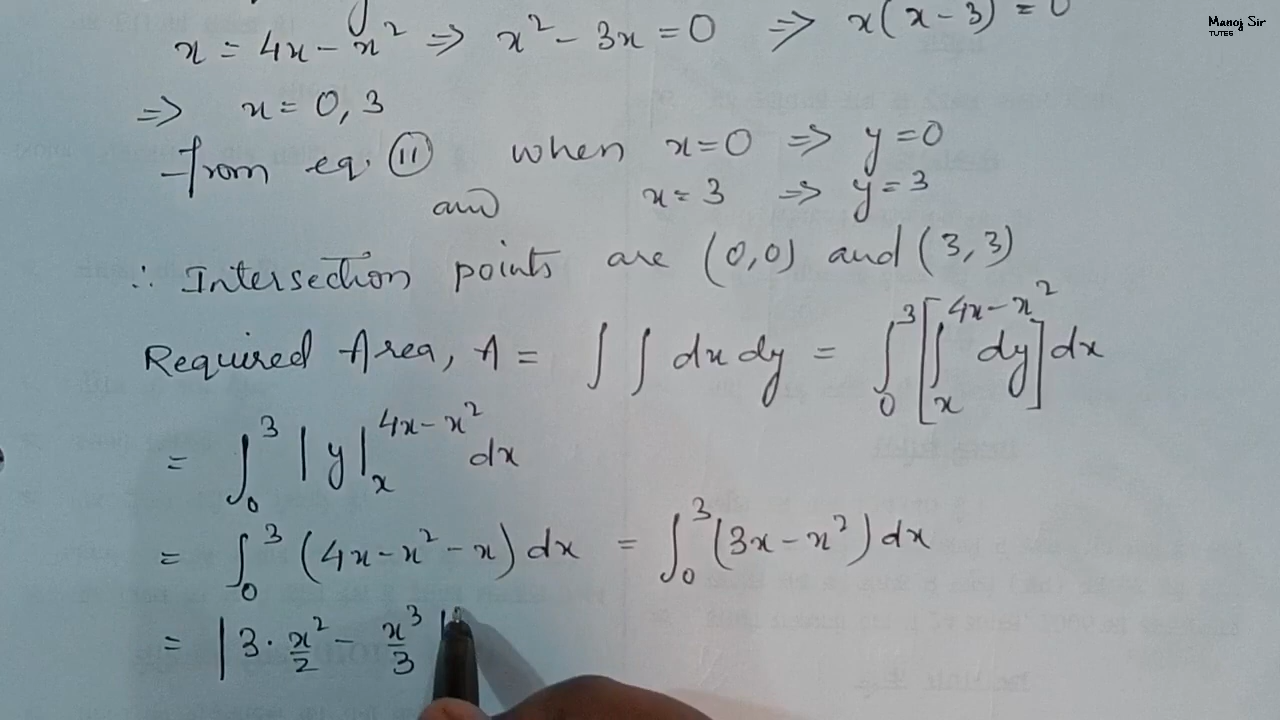 Manoj Sir
TUTES
x = 4x - x² ⇒ x² - 3x = 0 ⇒ x(x-3) = 0
⇒ x = 0, 3
from eq. (11) when x=0 ⇒ y=0
and x=3 ⇒ y=3
∴ Intersection points are (0,0) and (3,3)
Required Area, A = ∫∫ dx dy = ∫₀³ [∫ₓ^{4x-x²} dy] dx
= ∫₀³ |y|ₓ^{4x-x²} dx
= ∫₀³ (4x-x²-x) dx = ∫₀³ (3x-x²) dx
= |3·x²/2 - x³/3|